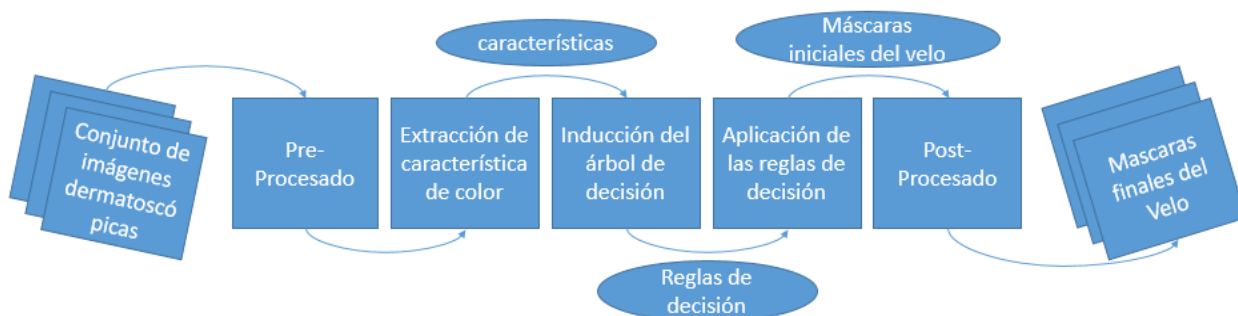 características
Máscaras
iniciales del velo
Conjunto de
imágenes
dermatoscó
picas
Pre-
Procesado
Extracción de
característica
de color
Inducción del
árbol de
decisión
Aplicación de
las reglas de
decisión
Post-
Procesado
Mascaras
finales del
Velo
Reglas de
decisión